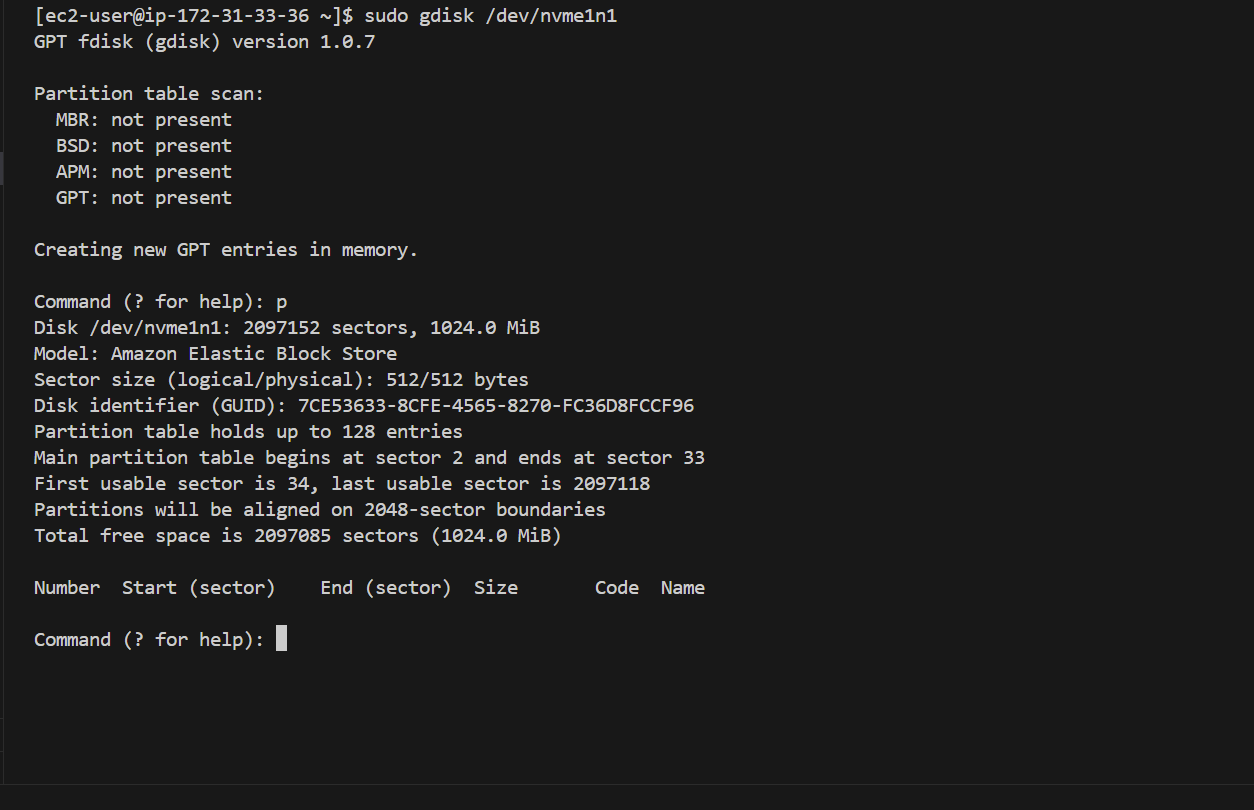 [ec2-user@ip-172-31-33-36 ~]$ sudo gdisk /dev/nvme1n1
GPT fdisk (gdisk) version 1.0.7

Partition table scan:
  MBR: not present
  BSD: not present
  APM: not present
  GPT: not present

Creating new GPT entries in memory.

Command (? for help): p
Disk /dev/nvme1n1: 2097152 sectors, 1024.0 MiB
Model: Amazon Elastic Block Store
Sector size (logical/physical): 512/512 bytes
Disk identifier (GUID): 7CE53633-8CFE-4565-8270-FC36D8FCCF96
Partition table holds up to 128 entries
Main partition table begins at sector 2 and ends at sector 33
First usable sector is 34, last usable sector is 2097118
Partitions will be aligned on 2048-sector boundaries
Total free space is 2097085 sectors (1024.0 MiB)

Number  Start (sector)    End (sector)  Size       Code  Name

Command (? for help):